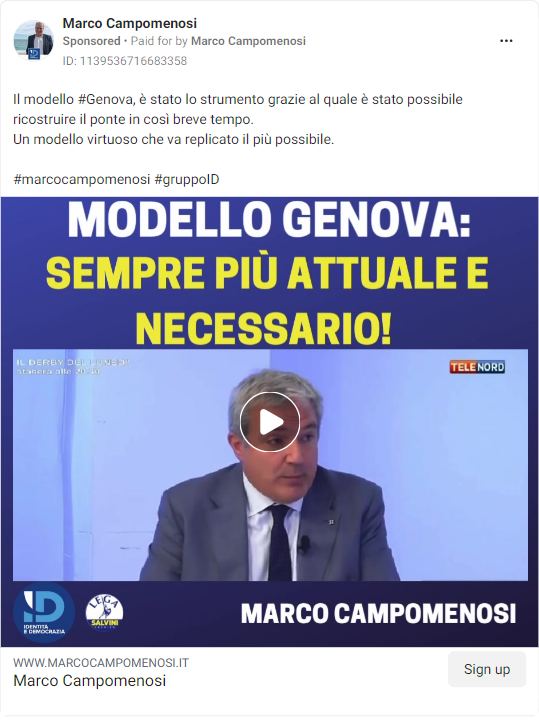 Marco Campomenosi
Sponsored • Paid for by Marco Campomenosi
ID: 1139536716683358
Il modello #Genova, è stato lo strumento grazie al quale è stato possibile
ricostruire il ponte in così breve tempo.
Un modello virtuoso che va replicato il più possibile.
#marcocampomenosi #gruppoID
MODELLO GENOVA:
SEMPRE PIÙ ATTUALE E
NECESSARIO!
IL DERBY DEL LUNEDI'
stasera alle 20.30
TELENORD
ID
IDENTITÀ
E DEMOCRAZIA
LEGA
SALVINI
MARCO CAMPOMENOSI
WWW.MARCOCAMPOMENOSI.IT
Marco Campomenosi
Sign up